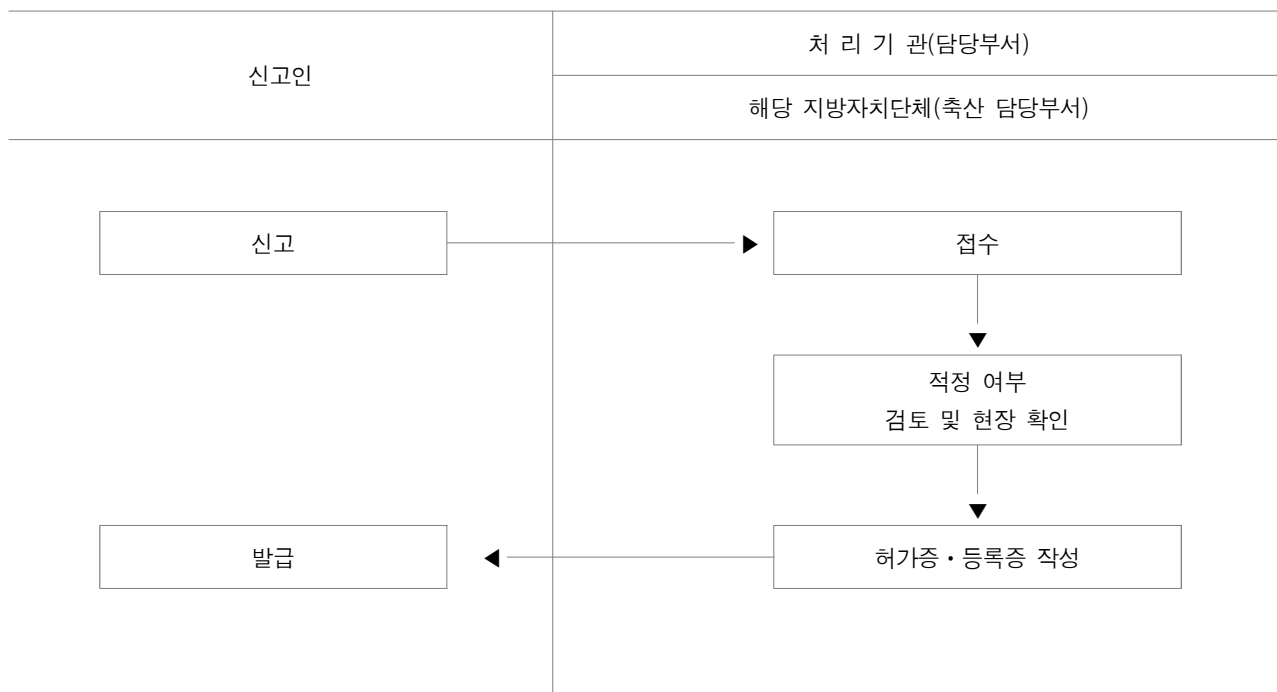 신고인
처 리 기 관(담당부서)
해당 지방자치단체(축산 담당부서)
신고
접수
적정 여부
검토 및 현장 확인
발급
허가증·등록증 작성